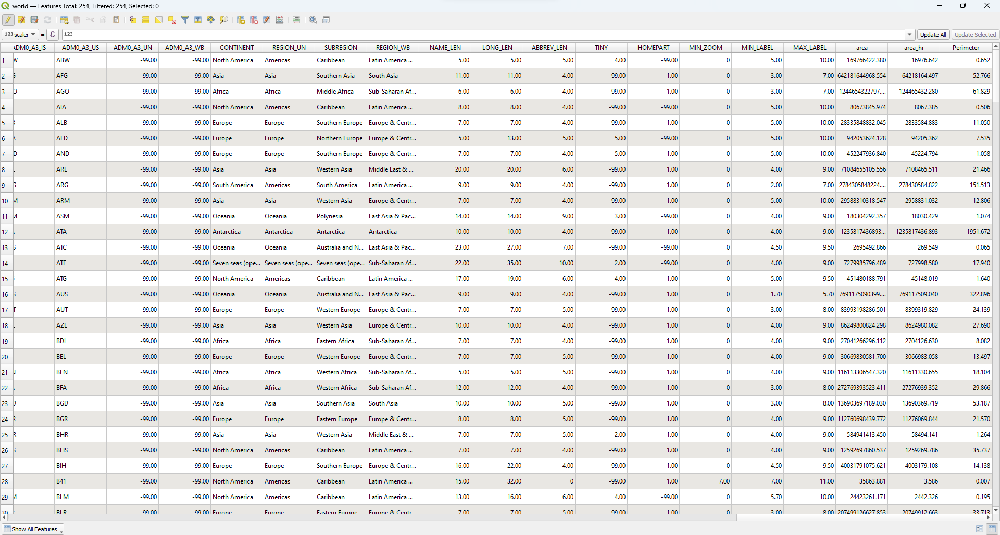 world — Features Total: 254, Filtered: 254, Selected: 0
123 scaler = ε 123 Update All Update Selected
ADM0_A3_IS ADM0_A3_US ADM0_A3_UN ADM0_A3_WB CONTINENT REGION_UN SUBREGION REGION_WB NAME_LEN LONG_LEN ABBREV_LEN TINY HOMEPART MIN_ZOOM MIN_LABEL MAX_LABEL area area_hr Perimeter
1 W ABW -99.00 -99.00 North America Americas Caribbean Latin America ... 5.00 5.00 5.00 4.00 -99.00 0 5.00 10.00 169766422.380 16976.642 0.652
2 G AFG -99.00 -99.00 Asia Asia Southern Asia South Asia 11.00 11.00 4.00 -99.00 1.00 0 3.00 7.00 642181644968.554 64218164.497 52.766
3 O AGO -99.00 -99.00 Africa Africa Middle Africa Sub-Saharan Af... 6.00 6.00 4.00 -99.00 1.00 0 3.00 7.00 1244654322797.... 124465432.280 61.829
4 AIA -99.00 -99.00 North America Americas Caribbean Latin America ... 8.00 8.00 4.00 -99.00 -99.00 0 5.00 10.00 80673845.974 8067.385 0.506
5 B ALB -99.00 -99.00 Europe Europe Southern Europe Europe & Centr... 7.00 7.00 4.00 -99.00 1.00 0 5.00 10.00 28335848832.045 2833584.883 11.050
6 A ALD -99.00 -99.00 Europe Europe Northern Europe Europe & Centr... 5.00 13.00 5.00 5.00 -99.00 0 5.00 10.00 942053624.128 94205.362 7.535
7 D AND -99.00 -99.00 Europe Europe Southern Europe Europe & Centr... 7.00 7.00 4.00 5.00 1.00 0 5.00 10.00 452247936.840 45224.794 1.058
8 E ARE -99.00 -99.00 Asia Asia Western Asia Middle East & ... 20.00 20.00 6.00 -99.00 1.00 0 4.00 9.00 71084655105.556 7108465.511 21.466
9 G ARG -99.00 -99.00 South America Americas South America Latin America ... 9.00 9.00 4.00 -99.00 1.00 0 2.00 7.00 2784305848224.... 278430584.822 151.513
10 M ARM -99.00 -99.00 Asia Asia Western Asia Europe & Centr... 7.00 7.00 4.00 -99.00 1.00 0 5.00 10.00 29588310318.547 2958831.032 12.806
11 M ASM -99.00 -99.00 Oceania Oceania Polynesia East Asia & Pac... 14.00 14.00 9.00 3.00 -99.00 0 4.00 9.00 180304292.357 18030.429 1.074
12 ATA -99.00 -99.00 Antarctica Antarctica Antarctica Antarctica 10.00 10.00 4.00 -99.00 1.00 0 4.00 9.00 1235817436893... 1235817436.893 1951.672
13 S ATC -99.00 -99.00 Oceania Oceania Australia and N... East Asia & Pac... 23.00 27.00 7.00 -99.00 -99.00 0 4.50 9.50 2695492.866 269.549 0.065
14 ATF -99.00 -99.00 Seven seas (ope... Seven seas (ope... Seven seas (ope... Sub-Saharan Af... 22.00 35.00 10.00 2.00 -99.00 0 4.00 9.00 7279985796.489 727998.580 17.940
15 ATG -99.00 -99.00 North America Americas Caribbean Latin America ... 17.00 19.00 6.00 4.00 1.00 0 5.00 9.50 451480188.791 45148.019 1.640
16 S AUS -99.00 -99.00 Oceania Oceania Australia and N... East Asia & Pac... 9.00 9.00 4.00 -99.00 1.00 0 1.70 5.70 7691175090399.... 769117509.040 322.896
17 T AUT -99.00 -99.00 Europe Europe Western Europe Europe & Centr... 7.00 7.00 5.00 -99.00 1.00 0 3.00 8.00 83993198286.501 8399319.829 24.139
18 E AZE -99.00 -99.00 Asia Asia Western Asia Europe & Centr... 10.00 10.00 4.00 -99.00 1.00 0 4.00 9.00 86249800824.298 8624980.082 27.690
19 BDI -99.00 -99.00 Africa Africa Eastern Africa Sub-Saharan Af... 7.00 7.00 4.00 -99.00 1.00 0 4.00 9.00 27041266296.112 2704126.630 8.082
20 BEL -99.00 -99.00 Europe Europe Western Europe Europe & Centr... 7.00 7.00 5.00 -99.00 1.00 0 4.00 9.00 30669830581.700 3066983.058 13.497
21 N BEN -99.00 -99.00 Africa Africa Western Africa Sub-Saharan Af... 5.00 5.00 5.00 -99.00 1.00 0 4.00 9.00 116113306547.320 11611330.655 18.104
22 BFA -99.00 -99.00 Africa Africa Western Africa Sub-Saharan Af... 12.00 12.00 4.00 -99.00 1.00 0 3.00 8.00 272769393523.411 27276939.352 29.866
23 D BGD -99.00 -99.00 Asia Asia Southern Asia South Asia 10.00 10.00 5.00 -99.00 1.00 0 3.00 8.00 136903697189.030 13690369.719 53.187
24 R BGR -99.00 -99.00 Europe Europe Eastern Europe Europe & Centr... 8.00 8.00 5.00 -99.00 1.00 0 4.00 9.00 112760698439.772 11276069.844 21.570
25 R BHR -99.00 -99.00 Asia Asia Western Asia Middle East & ... 7.00 7.00 5.00 2.00 1.00 0 4.00 9.00 584941413.450 58494.141 1.264
26 S BHS -99.00 -99.00 North America Americas Caribbean Latin America ... 7.00 7.00 4.00 -99.00 1.00 0 4.00 9.00 12592697860.537 1259269.786 35.737
27 BIH -99.00 -99.00 Europe Europe Southern Europe Europe & Centr... 16.00 22.00 4.00 -99.00 1.00 0 4.50 9.50 40031791075.621 4003179.108 14.138
28 B41 -99.00 -99.00 North America Americas Caribbean Latin America ... 15.00 32.00 0 -99.00 1.00 7.00 7.00 11.00 35863.881 3.586 0.007
29 M BLM -99.00 -99.00 North America Americas Caribbean Latin America ... 13.00 16.00 6.00 4.00 -99.00 0 5.70 10.00 24423261.171 2442.326 0.195
30 BLR -99.00 -99.00 Europe Europe Eastern Europe Europe & Centr... 7.00 7.00 5.00 -99.00 1.00 0 3.00 8.00 207499126627.853 20749912.663 33.713
Show All Features